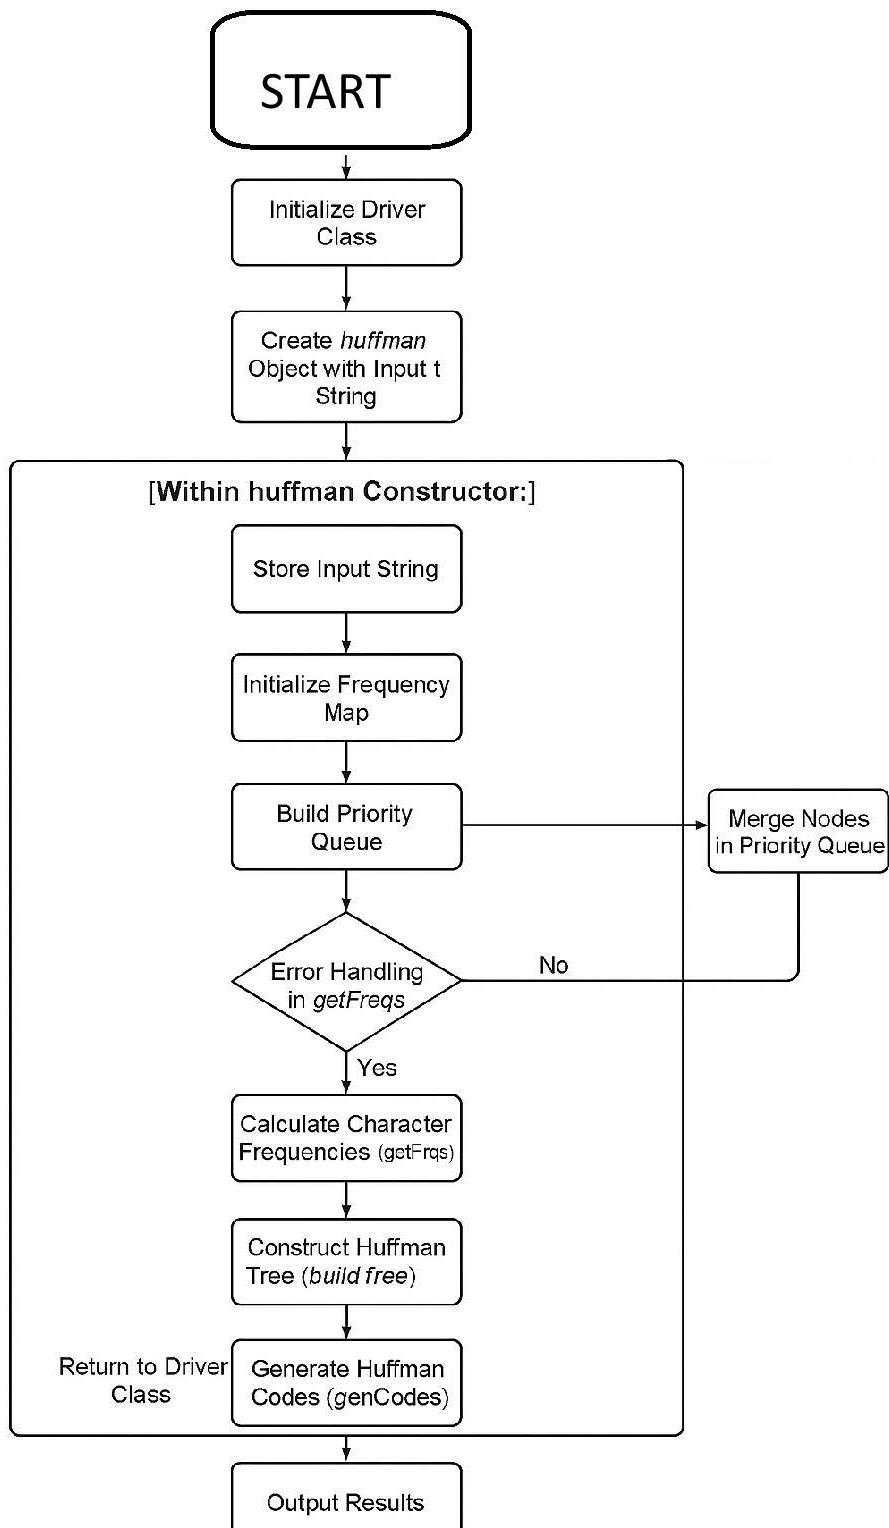 START
Initialize Driver
Class
Create huffman
Object with Input t
String
[Within huffman Constructor:]
Store Input String
Initialize Frequency
Map
Build Priority
Queue
Merge Nodes
in Priority Queue
Error Handling
in getFreqs
No
Yes
Calculate Character
Frequencies (getFrqs)
Construct Huffman
Tree (build free)
Return to Driver
Class
Generate Huffman
Codes (genCodes)
Output Results